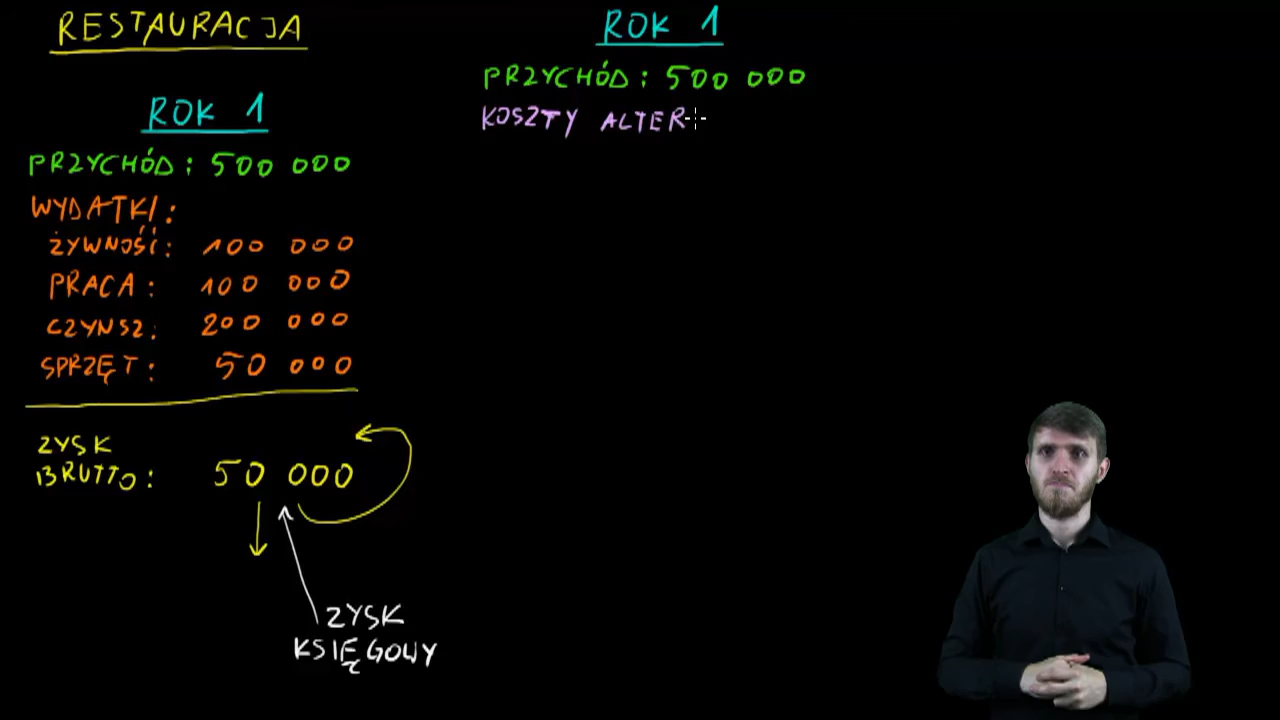 RESTAURACJA
ROK 1
PRZYCHÓD: 500 000
WYDATKI:
ŻYWNOŚĆ: 100 000
PRACA: 100 000
CZYNSZ: 200 000
SPRZĘT: 50 000
ZYSK
BRUTTO: 50 000
ZYSK
KSIĘGOWY
ROK 1
PRZYCHÓD: 500 000
KOSZTY ALTER